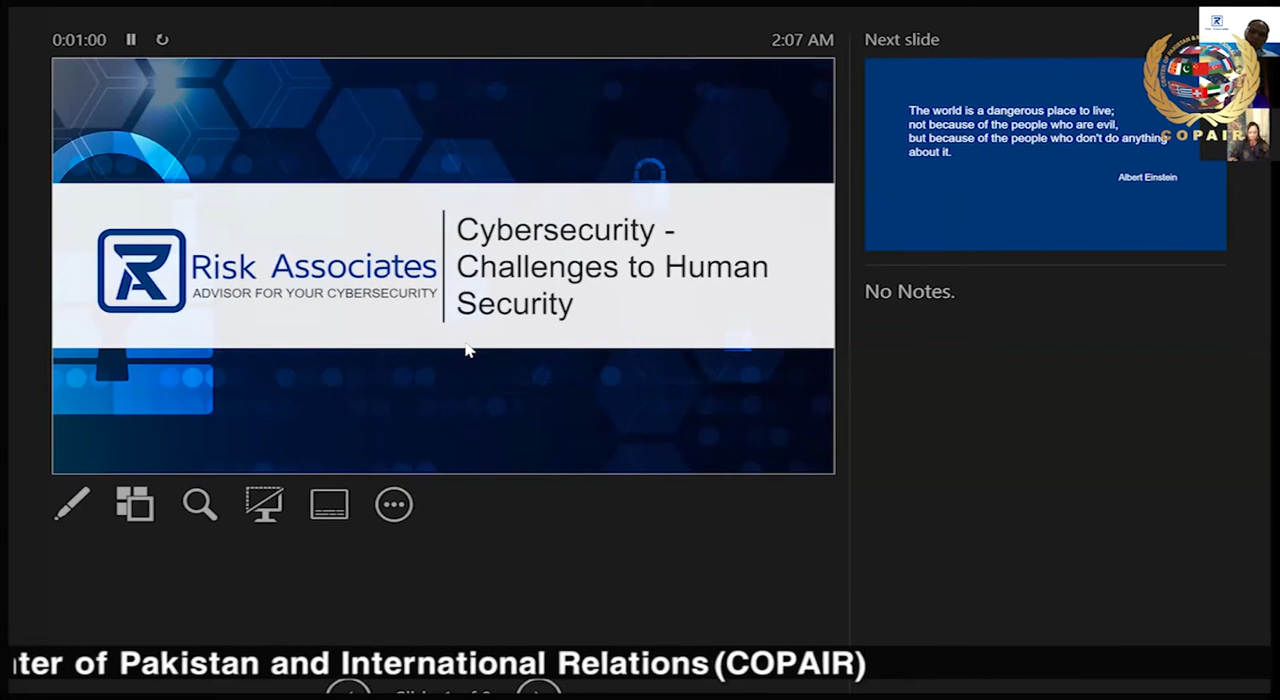 0:01:00
2:07 AM
Next slide
Risk Associates
ADVISOR FOR YOUR CYBERSECURITY
Cybersecurity -
Challenges to Human
Security
The world is a dangerous place to live;
not because of the people who are evil,
but because of the people who don't do anything
about it.
Albert Einstein
COPAIR
No Notes.
of Pakistan and International Relations (COPAIR)